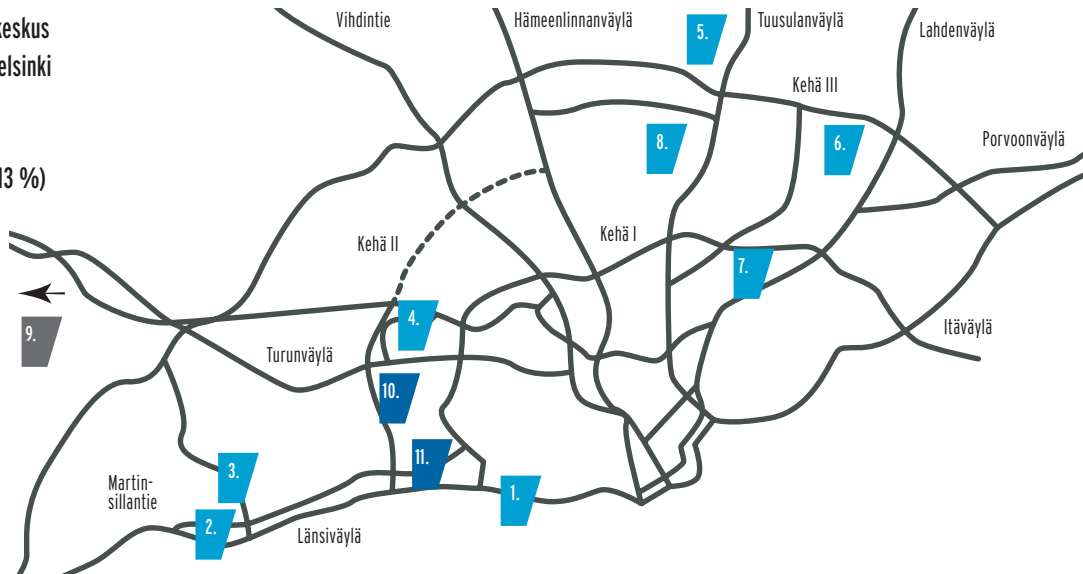 keskus
elsinki
13 %)
Vihdintie
Hämeenlinnanväylä
5.
Tuusulanväylä
Lahdenväylä
Kehä III
8.
6.
Porvoonväylä
Kehä II
Kehä I
7.
9.
4.
Itäväylä
Turunväylä
10.
11.
3.
Martin-
sillantie
1.
2.
Länsiväylä